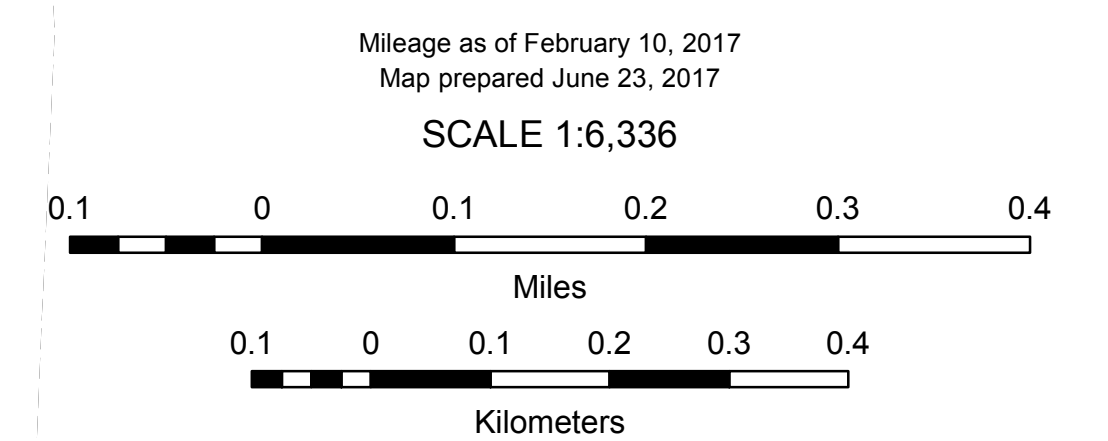 Mileage as of February 10, 2017
Map prepared June 23, 2017
SCALE 1:6,336
0.1 0 0.1 0.2 0.3 0.4
Miles
0.1 0 0.1 0.2 0.3 0.4
Kilometers